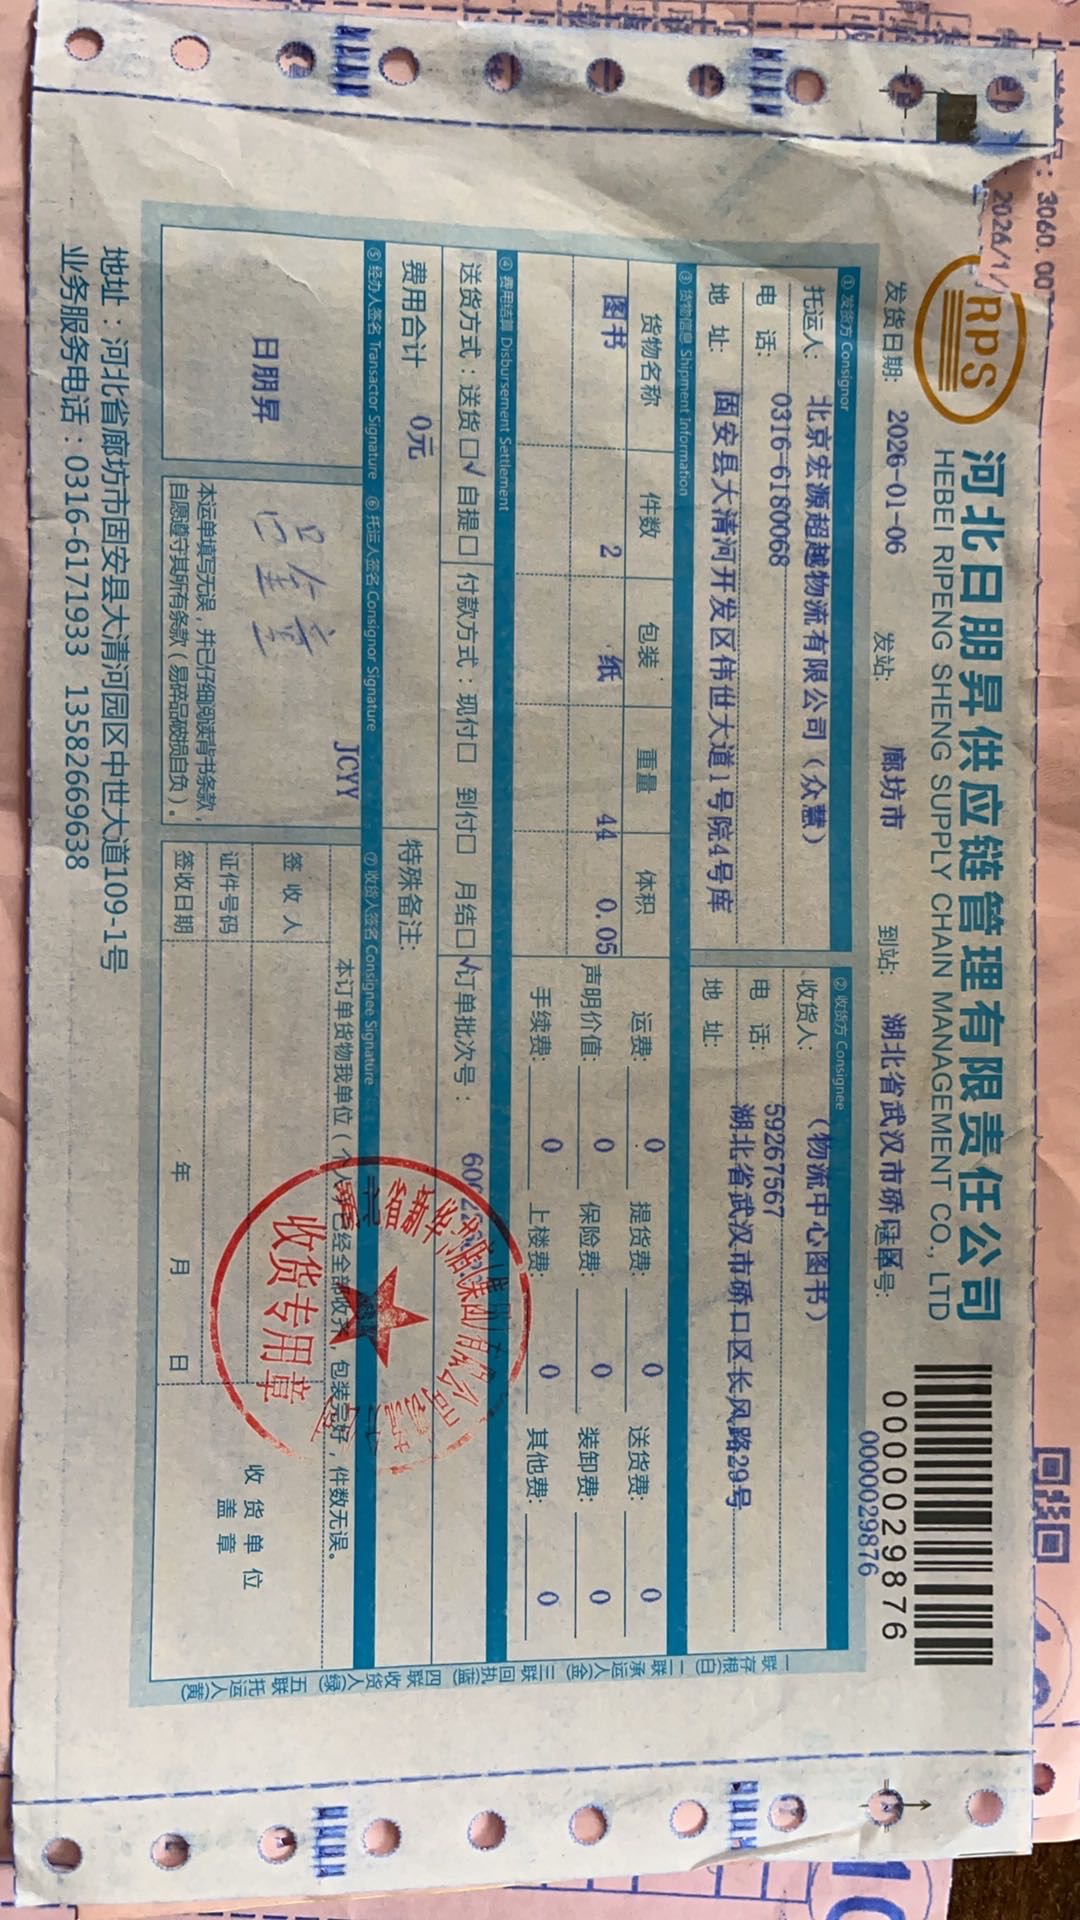 3060.00
2026/1/
RPS
河北日朋昇供应链管理有限责任公司
HEBEI RIPENG SHENG SUPPLY CHAIN MANAGEMENT CO., LTD
0000029876
0000029876
发货日期: 2026-01-06 发站: 廊坊市 到站: 湖北省武汉市硚 区 号:
① 发货方 Consignor
② 收货方 Consignee
托运人: 北京宏源超越物流有限公司(众慧)
收货人: (物流中心图书)
电 话: 0316-6180068
电 话: 59267567
地 址: 固安县大清河开发区伟世大道1号院4号库
地 址: 湖北省武汉市硚口区长风路29号
③ 货物信息 Shipment Information
货物名称 件数 包装 重量 体积
图书 2 纸 44 0.05
运费: 0 提货费: 0 送货费: 0
声明价值: 0 保险费: 0 装卸费: 0
手续费: 0 上楼费: 0 其他费: 0
④ 费用结算 Disbursement Settlement
送货方式:送货□√ 自提□ 付款方式:现付□ 到付□ 月结□√ 订单批次号:
费用合计 0元
特殊备注:
⑤ 经办人签名 Transactor Signature
⑥ 托运人签名 Consignor Signature
⑦ 收货人签名 Consignee Signature
日朋昇
JCYY
本运单填写无误,并已仔细阅读背书条款,
自愿遵守其所有条款(易碎品破损自负)。
本订单货物我单位(个人)已经全部收齐,包装完好,件数无误。
签 收 人
证件号码
签收日期 年 月 日
收货单位
盖 章
收货专用章
一联存根(白) 二联承运人(金) 三联回执(蓝) 四联收货人(绿) 五联托运人(黄)
地址:河北省廊坊市固安县大清河园区中世大道109-1号
业务服务电话:0316-6171933 13582669638